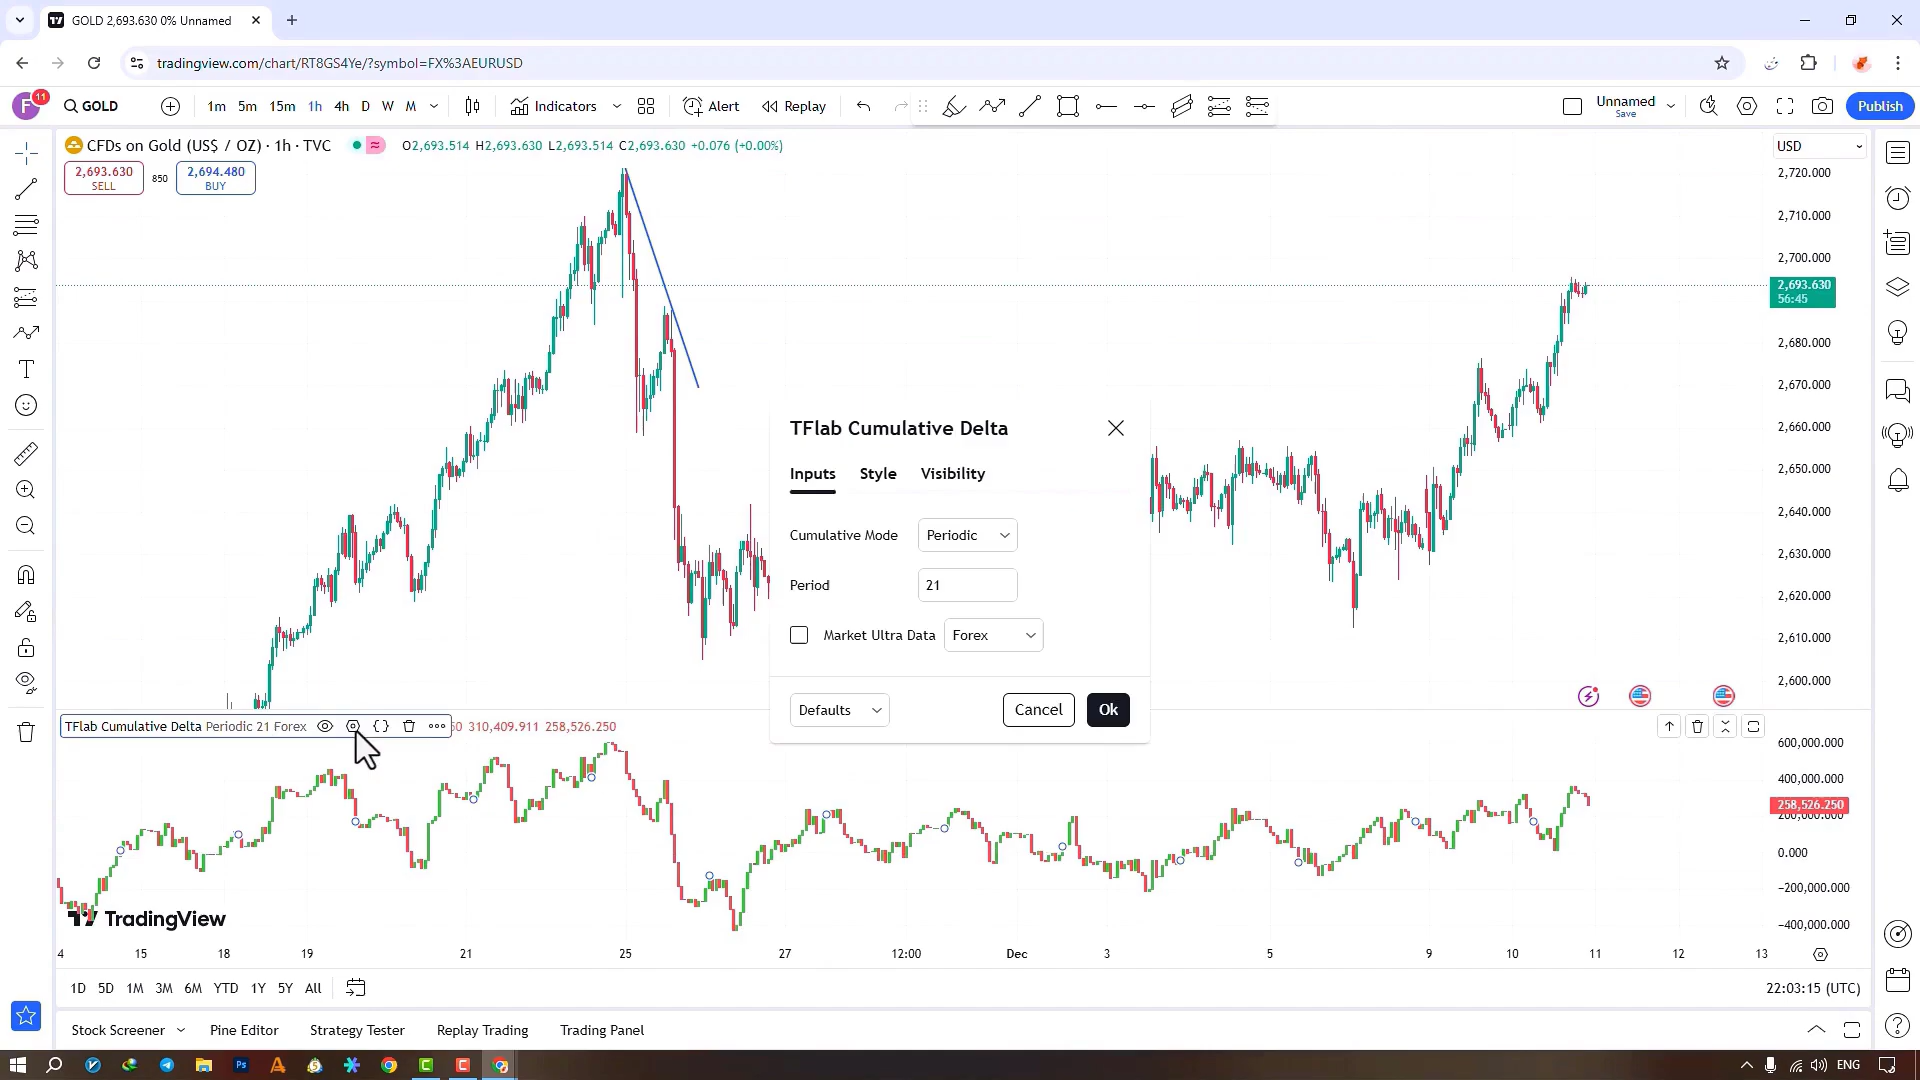 GOLD 2,693.630 0% Unnamed
tradingview.com/chart/RT8GS4Ye/?symbol=FX%3AEURUSD
F 11 GOLD 1m 5m 15m 1h 4h D W M Indicators Alert Replay Unnamed Save Publish
CFDs on Gold (US$ / OZ) · 1h · TVC O2,693.514 H2,693.630 L2,693.514 C2,693.630 +0.076 (+0.00%) USD
2,693.630 SELL 850 2,694.480 BUY
2,720.000
2,710.000
2,700.000
2,693.630
56:45
2,680.000
2,670.000
2,660.000
2,650.000
2,640.000
2,630.000
2,620.000
2,610.000
2,600.000
TFlab Cumulative Delta
Inputs Style Visibility
Cumulative Mode Periodic
Period 21
Market Ultra Data Forex
Defaults Cancel Ok
TFlab Cumulative Delta Periodic 21 Forex 310,409.911 258,526.250
600,000.000
400,000.000
258,526.250
200,000.000
0.000
−200,000.000
−400,000.000
TradingView
4 15 18 19 21 25 27 12:00 Dec 3 5 9 10 11 12 13
1D 5D 1M 3M 6M YTD 1Y 5Y All 22:03:15 (UTC)
Stock Screener Pine Editor Strategy Tester Replay Trading Trading Panel
ENG